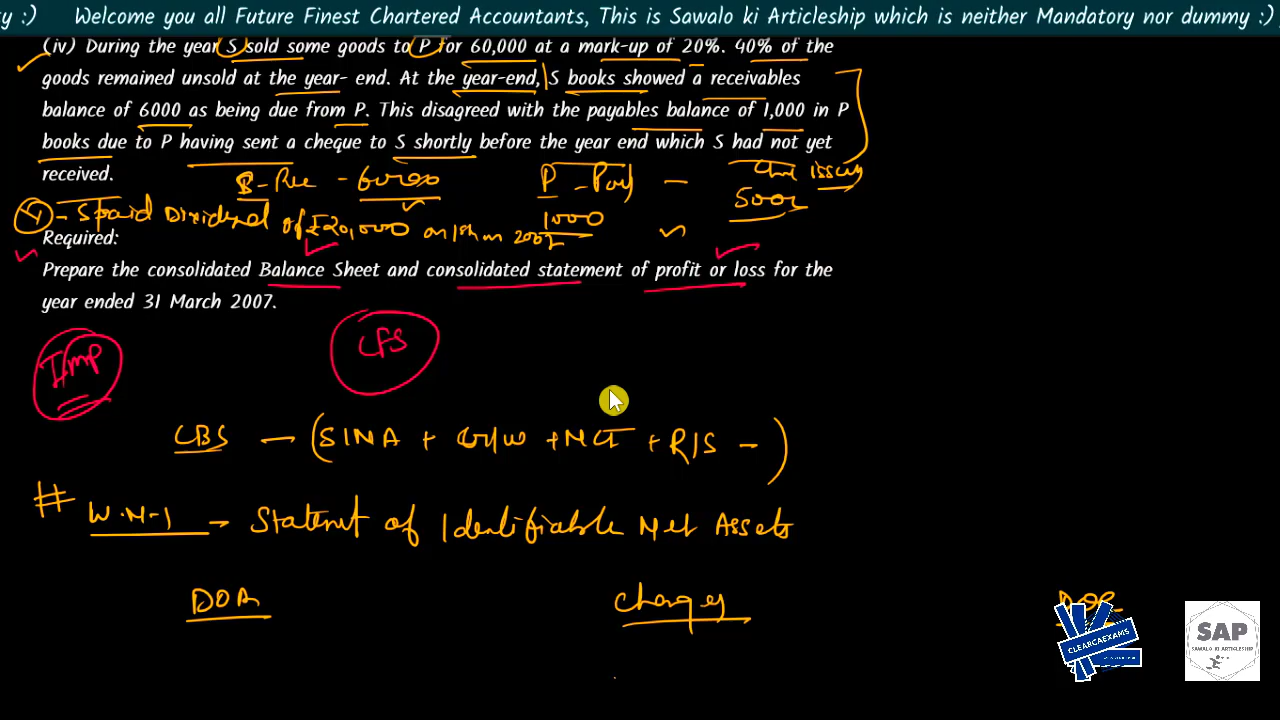 y :) Welcome you all Future Finest Chartered Accountants, This is Sawalo ki Articleship which is neither Mandatory nor dummy :)
(iv) During the year S sold some goods to P for 60,000 at a mark-up of 20%. 40% of the
goods remained unsold at the year- end. At the year-end, S books showed a receivables
balance of 6000 as being due from P. This disagreed with the payables balance of 1,000 in P
books due to P having sent a cheque to S shortly before the year end which S had not yet
received.
S - Rec - 6000 P - Pay - Chq issued
1000 5000
(v) - S paid Dividend of ₹20,000 on 2007
Required:
Prepare the consolidated Balance Sheet and consolidated statement of profit or loss for the
year ended 31 March 2007.
Imp CFS
CBS - (SINA + G/W + NCI + R/S - )
# W.N-1 - Statement of Identifiable Net Assets
DOA Changes DOR
CLEARCAEXAMS
SAP
SAWALO KI ARTICLESHIP